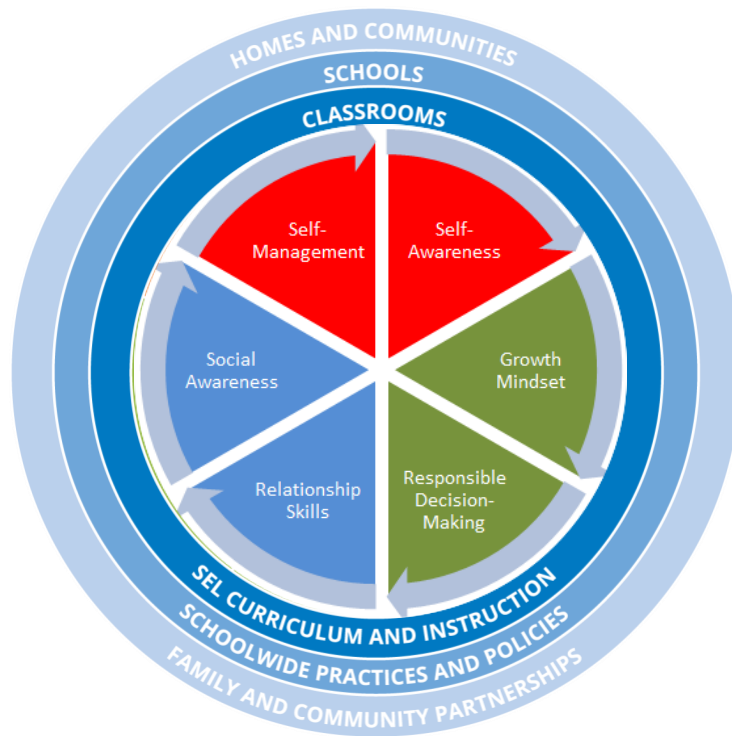 HOMES AND COMMUNITIES
SCHOOLS
CLASSROOMS
Self-
Management
Self-
Awareness
Social
Awareness
Growth
Mindset
Relationship
Skills
Responsible
Decision-
Making
SEL CURRICULUM AND INSTRUCTION
SCHOOLWIDE PRACTICES AND POLICIES
FAMILY AND COMMUNITY PARTNERSHIPS